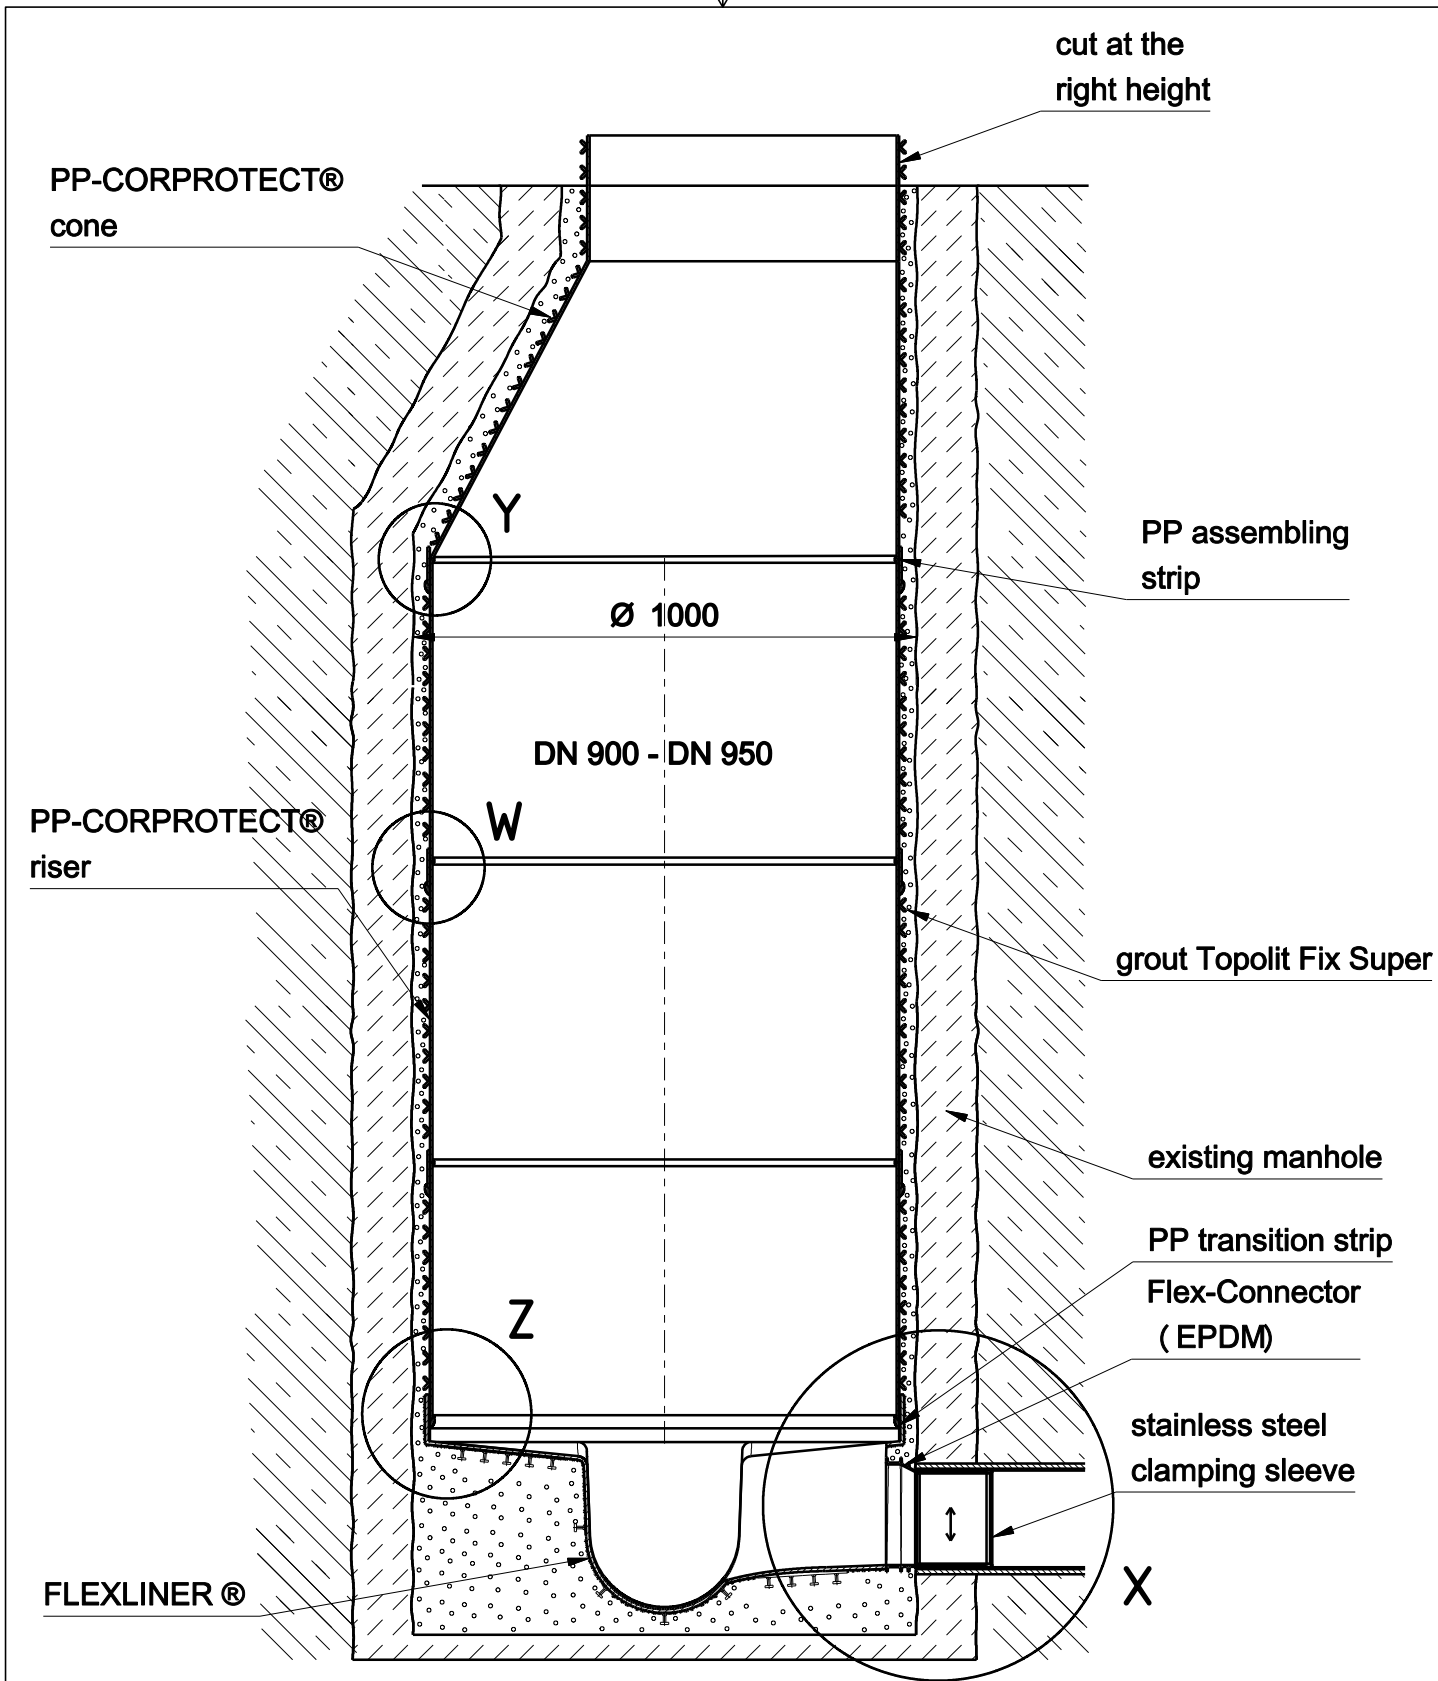 cut at the
right height
PP-CORPROTECT®
cone
Y
PP assembling
strip
Ø 1000
DN 900 - DN 950
PP-CORPROTECT®
riser
W
grout Topolit Fix Super
existing manhole
PP transition strip
Flex-Connector
( EPDM)
Z
stainless steel
clamping sleeve
FLEXLINER ®
X